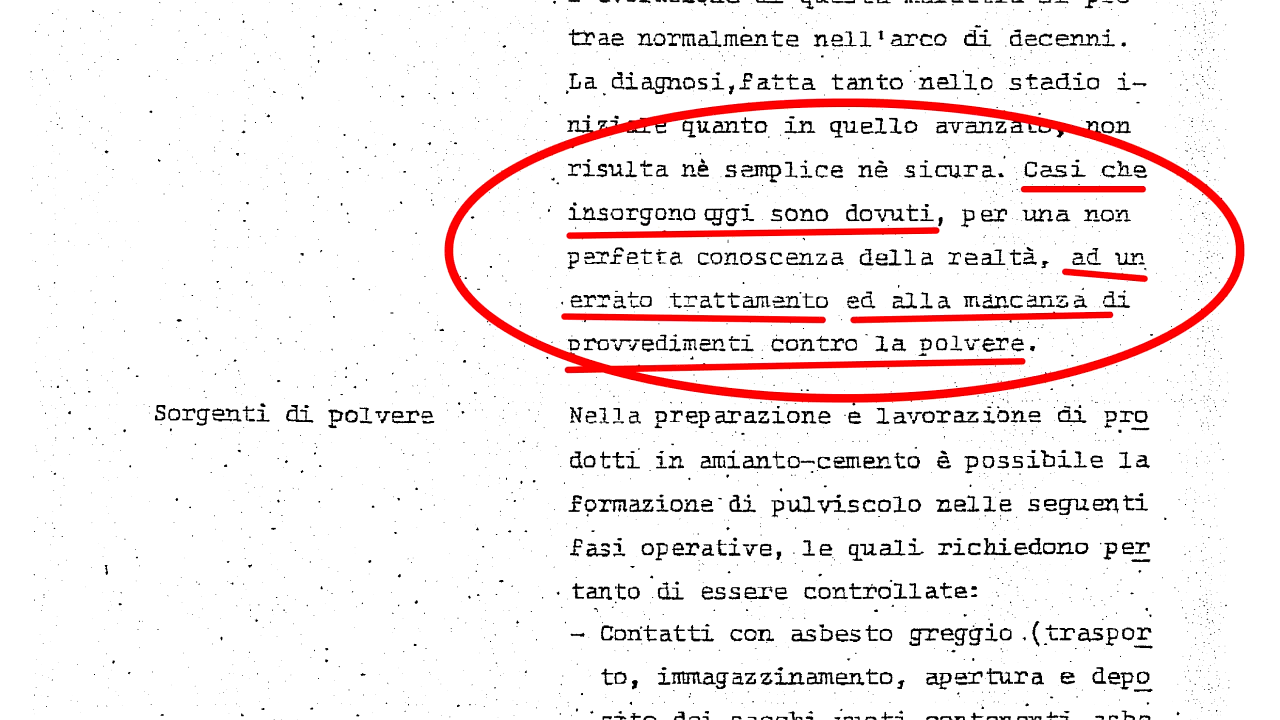 trae normalmente nell'arco di decenni.
La diagnosi,fatta tanto nello stadio i-
niziale quanto in quello avanzato, non
risulta nè semplice nè sicura. Casi che
insorgono oggi sono dovuti, per una non
perfetta conoscenza della realtà, ad un
errato trattamento ed alla mancanza di
provvedimenti contro la polvere.
Sorgenti di polvere
Nella preparazione e lavorazione di pro
dotti in amianto-cemento è possibile la
formazione di pulviscolo nelle seguenti
fasi operative, le quali richiedono per
tanto di essere controllate:
- Contatti con asbesto greggio (traspor
to, immagazzinamento, apertura e depo